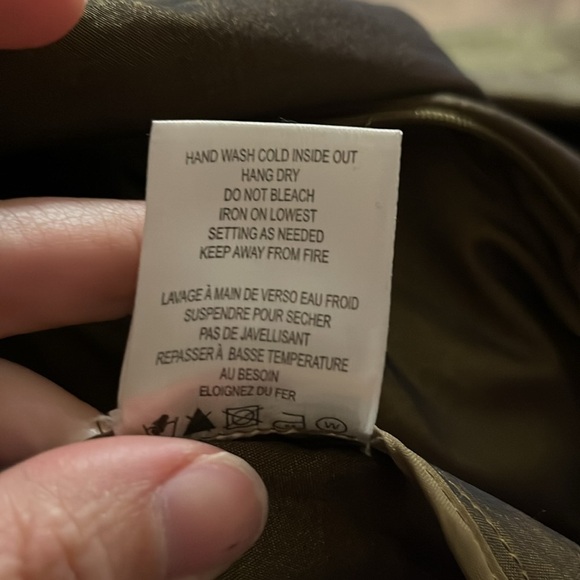 HAND WASH COLD INSIDE OUT
HANG DRY
DO NOT BLEACH
IRON ON LOWEST
SETTING AS NEEDED
KEEP AWAY FROM FIRE
LAVAGE À MAIN DE VERSO EAU FROID
SUSPENDRE POUR SECHER
PAS DE JAVELLISANT
REPASSER À BASSE TEMPERATURE
AU BESOIN
ELOIGNEZ DU FER